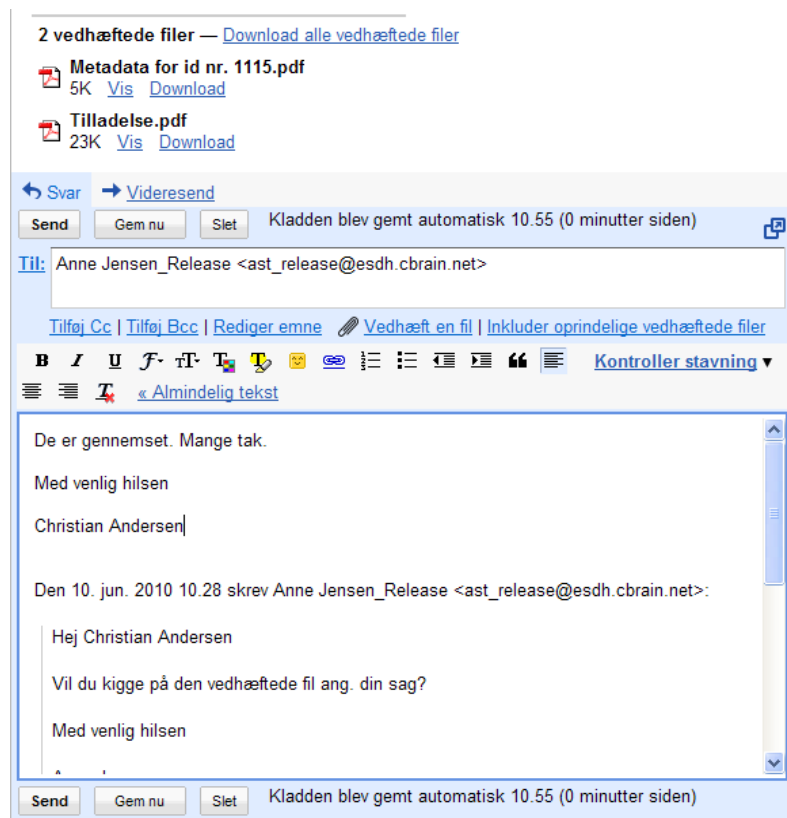 2 vedhæftede filer — Download alle vedhæftede filer
Metadata for id nr. 1115.pdf
5K Vis Download
Tilladelse.pdf
23K Vis Download
Svar Videresend
Send Gem nu Slet Kladden blev gemt automatisk 10.55 (0 minutter siden)
Til: Anne Jensen_Release <ast_release@esdh.cbrain.net>
Tilføj Cc | Tilføj Bcc | Rediger emne Vedhæft en fil | Inkluder oprindelige vedhæftede filer
B I U F T T T Kontroller stavning ▾
T « Almindelig tekst
De er gennemset. Mange tak.
Med venlig hilsen
Christian Andersen
Den 10. jun. 2010 10.28 skrev Anne Jensen_Release <ast_release@esdh.cbrain.net>:
Hej Christian Andersen
Vil du kigge på den vedhæftede fil ang. din sag?
Med venlig hilsen
Send Gem nu Slet Kladden blev gemt automatisk 10.55 (0 minutter siden)